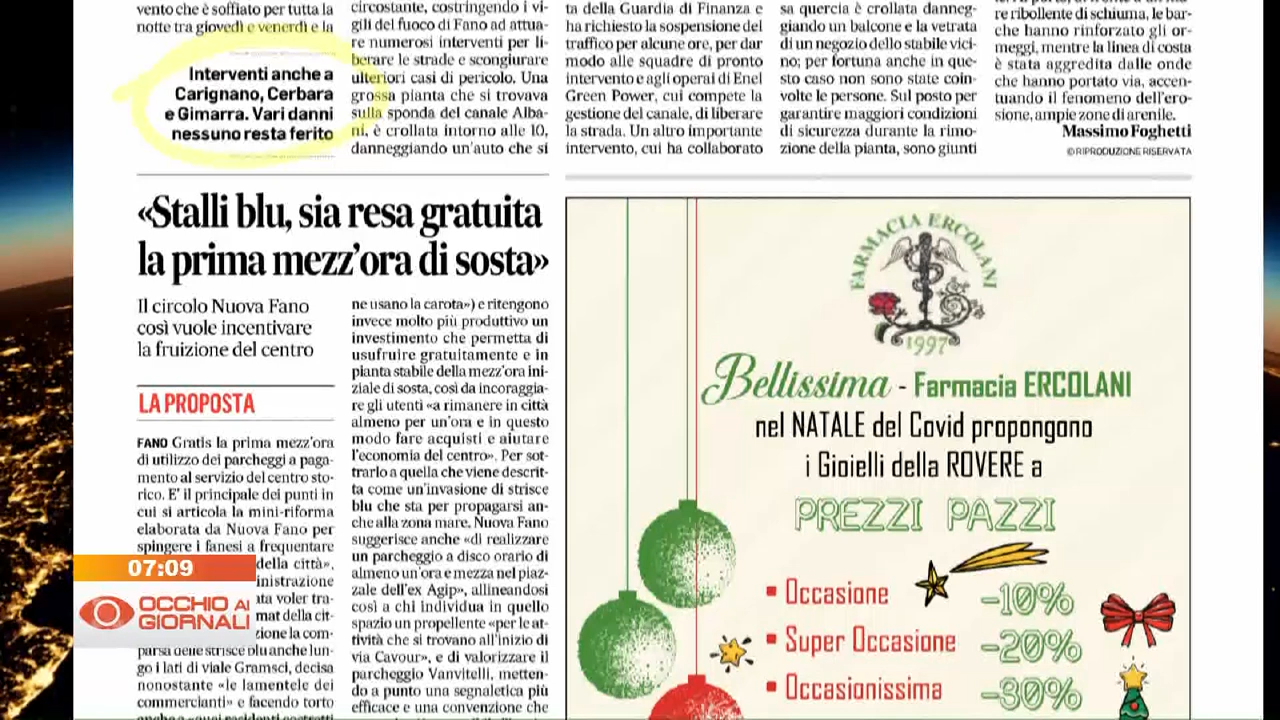 vento che è soffiato per tutta la
notte tra giovedì e venerdì e la
Interventi anche a
Carignano, Cerbara
e Gimarra. Vari danni
nessuno resta ferito
circostante, costringendo i vi-
gili del fuoco di Fano ad attua-
re numerosi interventi per li-
berare le strade e scongiurare
ulteriori casi di pericolo. Una
grossa pianta che si trovava
sulla sponda del canale Alba-
ni, è crollata intorno alle 10,
danneggiando un'auto che si
ta della Guardia di Finanza e
ha richiesto la sospensione del
traffico per alcune ore, per dar
modo alle squadre di pronto
intervento e agli operai di Enel
Green Power, cui compete la
gestione del canale, di liberare
la strada. Un altro importante
intervento, cui ha collaborato
sa quercia è crollata danneg-
giando un balcone e la vetrata
di un negozio dello stabile vici-
no; per fortuna anche in que-
sto caso non sono state coin-
volte le persone. Sul posto per
garantire maggiori condizioni
di sicurezza durante la rimo-
zione della pianta, sono giunti
re ribollente di schiuma, le bar-
che hanno rinforzato gli or-
meggi, mentre la linea di costa
è stata aggredita dalle onde
che hanno portato via, accen-
tuando il fenomeno dell'ero-
sione, ampie zone di arenile.
Massimo Foghetti
© RIPRODUZIONE RISERVATA
«Stalli blu, sia resa gratuita
la prima mezz'ora di sosta»
Il circolo Nuova Fano
così vuole incentivare
la fruizione del centro
LA PROPOSTA
FANO Gratis la prima mezz'ora
di utilizzo dei parcheggi a paga-
mento al servizio del centro sto-
rico. E' il principale dei punti in
cui si articola la mini-riforma
elaborata da Nuova Fano per
spingere i fanesi a frequentare
della città»,
inistrazione
ata voler tra-
mat della cit-
zione la com-
parsa delle strisce blu anche lun-
go i lati di viale Gramsci, decisa
nonostante «le lamentele dei
commercianti» e facendo torto
anche a «quei residenti costretti
ne usano la carota») e ritengono
invece molto più produttivo un
investimento che permetta di
usufruire gratuitamente e in
pianta stabile della mezz'ora ini-
ziale di sosta, così da incoraggia-
re gli utenti «a rimanere in città
almeno per un'ora e in questo
modo fare acquisti e aiutare
l'economia del centro». Per sot-
trarlo a quella che viene descrit-
ta come un'invasione di strisce
blu che sta per propagarsi an-
che alla zona mare, Nuova Fano
suggerisce anche «di realizzare
un parcheggio a disco orario di
almeno un'ora e mezza nel piaz-
zale dell'ex Agip», allineandosi
così a chi individua in quello
spazio un propellente «per le at-
tività che si trovano all'inizio di
via Cavour», e di valorizzare il
parcheggio Vanvitelli, metten-
do a punto una segnaletica più
efficace e una convenzione che
FARMACIA ERCOLANI
1997
Bellissima - Farmacia ERCOLANI
nel NATALE del Covid propongono
i Gioielli della ROVERE a
PREZZI PAZZI
Occasione -10%
Super Occasione -20%
Occasionissima -30%
07:09
OCCHIO AI
GIORNALI